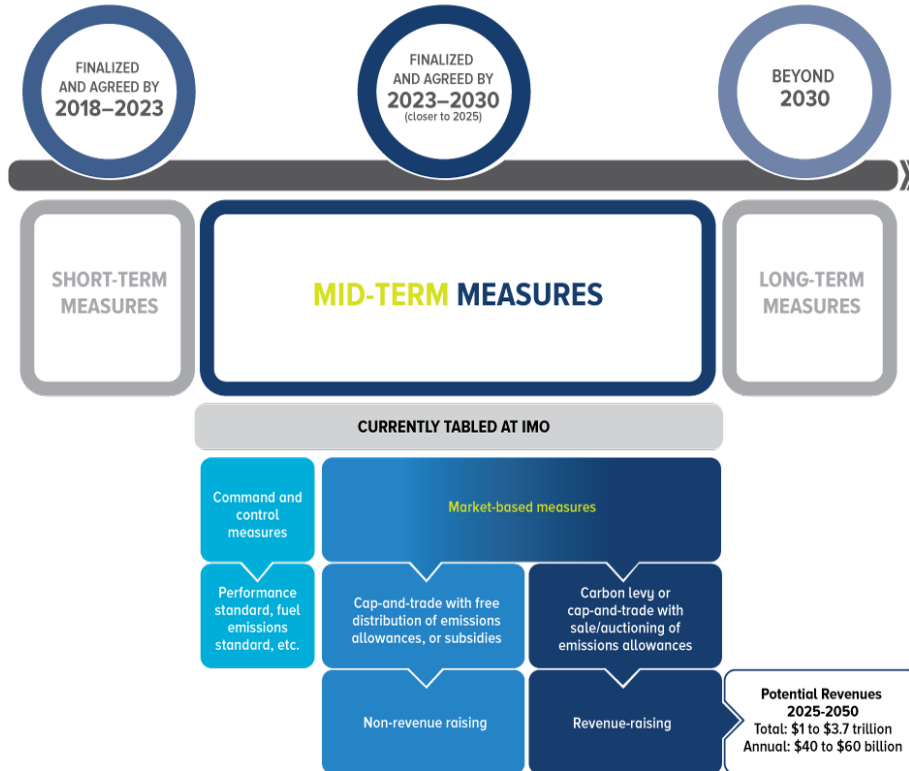 FINALIZED
AND AGREED BY
2018–2023
FINALIZED
AND AGREED BY
2023–2030
(closer to 2025)
BEYOND
2030
SHORT-TERM
MEASURES
MID-TERM MEASURES
LONG-TERM
MEASURES
CURRENTLY TABLED AT IMO
Command and
control
measures
Market-based measures
Performance
standard, fuel
emissions
standard, etc.
Cap-and-trade with free
distribution of emissions
allowances, or subsidies
Carbon levy or
cap-and-trade with
sale/auctioning of
emissions allowances
Non-revenue raising
Revenue-raising
Potential Revenues
2025-2050
Total: $1 to $3.7 trillion
Annual: $40 to $60 billion